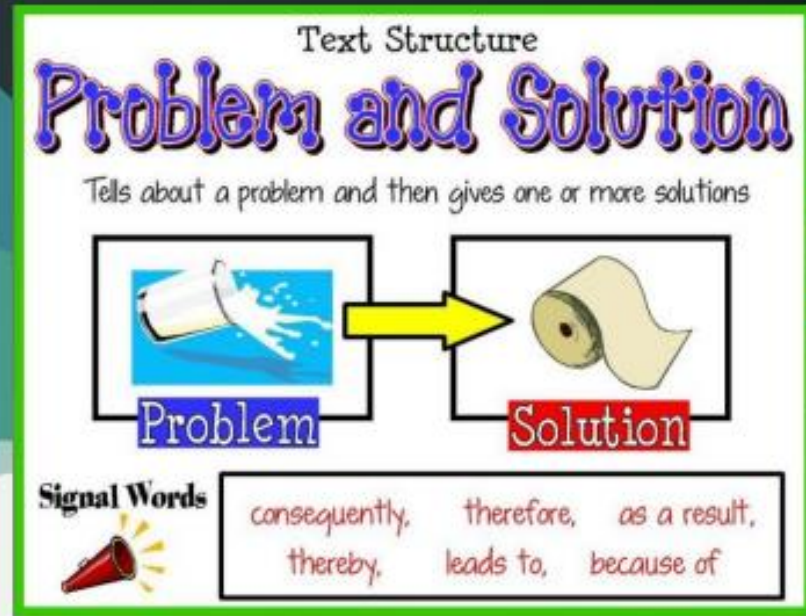 Text Structure
Problem and Solution
Tells about a problem and then gives one or more solutions
Problem
Solution
Signal Words
consequently, therefore, as a result,
thereby, leads to, because of